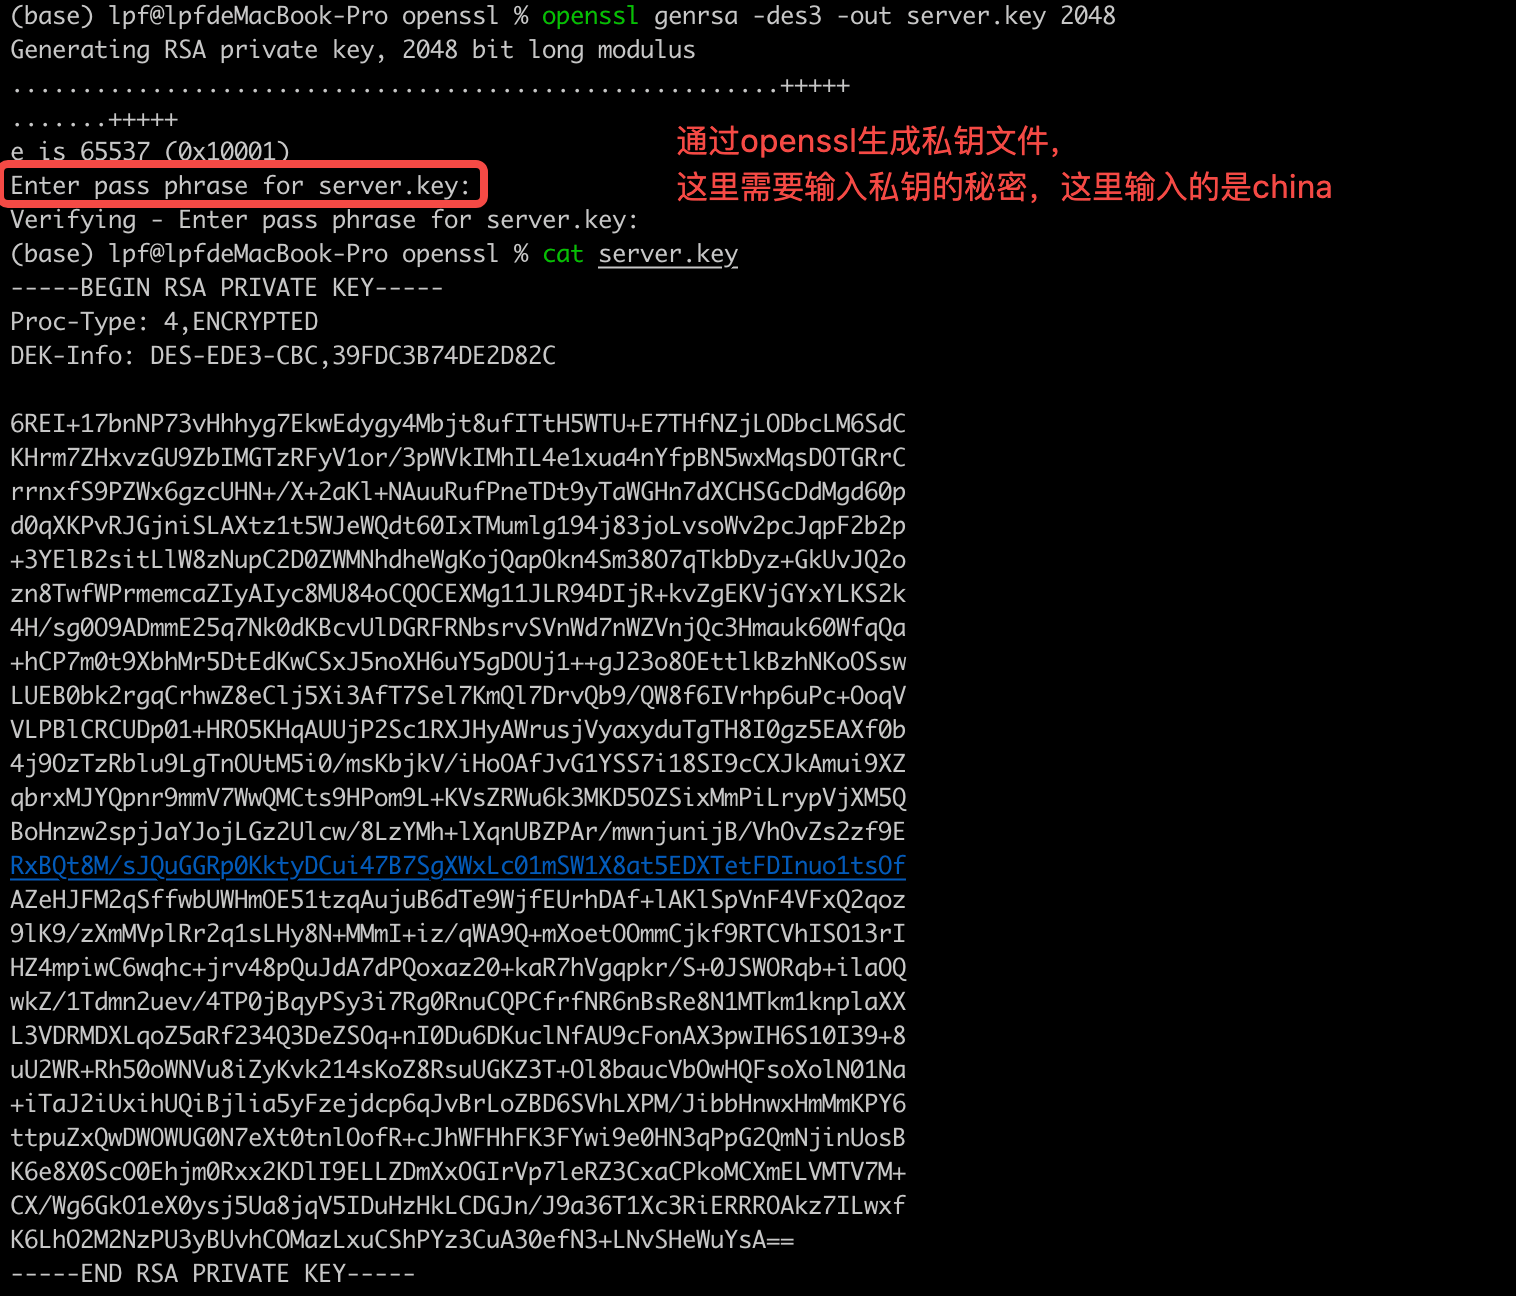 (base) lpf@lpfdeMacBook-Pro openssl % openssl genrsa -des3 -out server.key 2048
Generating RSA private key, 2048 bit long modulus
.......................................................+++++
.......+++++
e is 65537 (0x10001)
通过openssl生成私钥文件，
Enter pass phrase for server.key:
这里需要输入私钥的秘密，这里输入的是china
Verifying - Enter pass phrase for server.key:
(base) lpf@lpfdeMacBook-Pro openssl % cat server.key
-----BEGIN RSA PRIVATE KEY-----
Proc-Type: 4,ENCRYPTED
DEK-Info: DES-EDE3-CBC,39FDC3B74DE2D82C
6REI+17bnNP73vHhhyg7EkwEdygy4Mbjt8ufITtH5WTU+E7THfNZjLODbcLM6SdC
KHrm7ZHxvzGU9ZbIMGTzRFyV1or/3pWVkIMhIL4e1xua4nYfpBN5wxMqsDOTGRrC
rrnxfS9PZWx6gzcUHN+/X+2aKl+NAuuRufPneTDt9yTaWGHn7dXCHSGcDdMgd60p
d0qXKPvRJGjniSLAXtz1t5WJeWQdt60IxTMumlg194j83joLvsoWv2pcJqpF2b2p
+3YElB2sitLlW8zNupC2D0ZWMNhdheWgKojQapOkn4Sm38O7qTkbDyz+GkUvJQ2o
zn8TwfWPrmemcaZIyAIyc8MU84oCQOCEXMg11JLR94DIjR+kvZgEKVjGYxYLKS2k
4H/sg0O9ADmmE25q7Nk0dKBcvUlDGRFRNbsrvSVnWd7nWZVnjQc3Hmauk60WfqQa
+hCP7m0t9XbhMr5DtEdKwCSxJ5noXH6uY5gDOUj1++gJ23o8OEttlkBzhNKoOSsw
LUEB0bk2rgqCrhwZ8eClj5Xi3AfT7Sel7KmQl7DrvQb9/QW8f6IVrhp6uPc+OoqV
VLPBlCRCUDp01+HRO5KHqAUUjP2Sc1RXJHyAWrusjVyaxyduTgTH8I0gz5EAXf0b
4j9OzTzRblu9LgTnOUtM5i0/msKbjkV/iHoOAfJvG1YSS7i18SI9cCXJkAmui9XZ
qbrxMJYQpnr9mmV7WwQMCts9HPom9L+KVsZRWu6k3MKD5OZSixMmPiLrypVjXM5Q
BoHnzw2spjJaYJojLGz2Ulcw/8LzYMh+lXqnUBZPAr/mwnjunijB/VhOvZs2zf9E
RxBQt8M/sJQuGGRp0KktyDCui47B7SgXWxLc01mSW1X8at5EDXTetFDInuo1tsOf
AZeHJFM2qSffwbUWHmOE51tzqAujuB6dTe9WjfEUrhDAf+lAKlSpVnF4VFxQ2qoz
9lK9/zXmMVplRr2q1sLHy8N+MMmI+iz/qWA9Q+mXoetOOmmCjkf9RTCVhISO13rI
HZ4mpiwC6wqhc+jrv48pQuJdA7dPQoxaz20+kaR7hVgqpkr/S+0JSWORqb+ilaOQ
wkZ/1Tdmn2uev/4TP0jBqyPSy3i7Rg0RnuCQPCfrfNR6nBsRe8N1MTkm1knplaXX
L3VDRMDXLqoZ5aRf234Q3DeZSOq+nI0Du6DKuclNfAU9cFonAX3pwIH6S10I39+8
uU2WR+Rh50oWNVu8iZyKvk214sKoZ8RsuUGKZ3T+Ol8baucVbOwHQFsoXolN01Na
+iTaJ2iUxihUQiBjlia5yFzejdcp6qJvBrLoZBD6SVhLXPM/JibbHnwxHmMmKPY6
ttpuZxQwDWOWUG0N7eXt0tnlOofR+cJhWFHhFK3FYwi9e0HN3qPpG2QmNjinUosB
K6e8X0ScO0Ehjm0Rxx2KDlI9ELLZDmXxOGIrVp7leRZ3CxaCPkoMCXmELVMTV7M+
CX/Wg6GkO1eX0ysj5Ua8jqV5IDuHzHkLCDGJn/J9a36T1Xc3RiERRROAkz7ILwxf
K6LhO2M2NzPU3yBUvhCOMazLxuCShPYz3CuA30efN3+LNvSHeWuYsA==
-----END RSA PRIVATE KEY-----